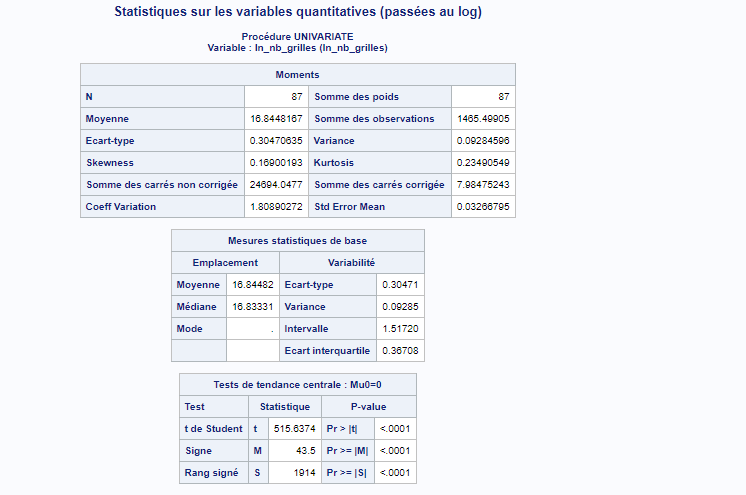 Statistiques sur les variables quantitatives (passées au log)
Procédure UNIVARIATE
Variable : ln_nb_grilles (ln_nb_grilles)
Moments
N 87 Somme des poids 87
Moyenne 16.8448167 Somme des observations 1465.49905
Ecart-type 0.30470635 Variance 0.09284596
Skewness 0.16900193 Kurtosis 0.23490549
Somme des carrés non corrigée 24694.0477 Somme des carrés corrigée 7.98475243
Coeff Variation 1.80890272 Std Error Mean 0.03266795
Mesures statistiques de base
Emplacement Variabilité
Moyenne 16.84482 Ecart-type 0.30471
Médiane 16.83331 Variance 0.09285
Mode . Intervalle 1.51720
Ecart interquartile 0.36708
Tests de tendance centrale : Mu0=0
Test Statistique P-value
t de Student t 515.6374 Pr > |t| <.0001
Signe M 43.5 Pr >= |M| <.0001
Rang signé S 1914 Pr >= |S| <.0001